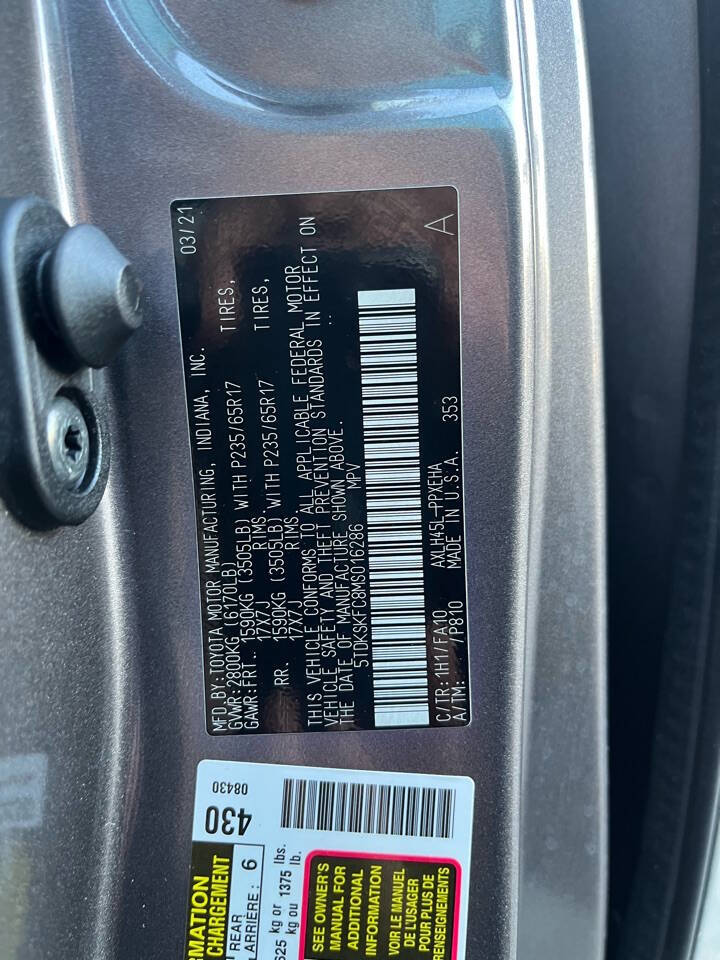 MFD.BY:TOYOTA MOTOR MANUFACTURING, INDIANA, INC. 03/21
GVWR:2800KG (6170LB)
GAWR:FRT. 1590KG (3505LB) WITH P235/65R17 TIRES,
17X7J RIMS.
RR. 1590KG (3505LB) WITH P235/65R17 TIRES,
17X7J RIMS.
THIS VEHICLE CONFORMS TO ALL APPLICABLE FEDERAL MOTOR
VEHICLE SAFETY AND THEFT PREVENTION STANDARDS IN EFFECT ON
THE DATE OF MANUFACTURE SHOWN ABOVE.
5TDKSKFC8MS016286 MPV
C/TR:1H1/FA10 AXLH45L-PPXEHA A
A/TM: /P810 MADE IN U.S.A. 353
430 08430
RMATION
CHARGEMENT
REAR
ARRIÈRE: 6
625 kg or 1375 lbs.
kg ou 1375 lb.
SEE OWNER'S
MANUAL FOR
ADDITIONAL
INFORMATION
VOIR LE MANUEL
DE L'USAGER
POUR PLUS DE
RENSEIGNEMENTS